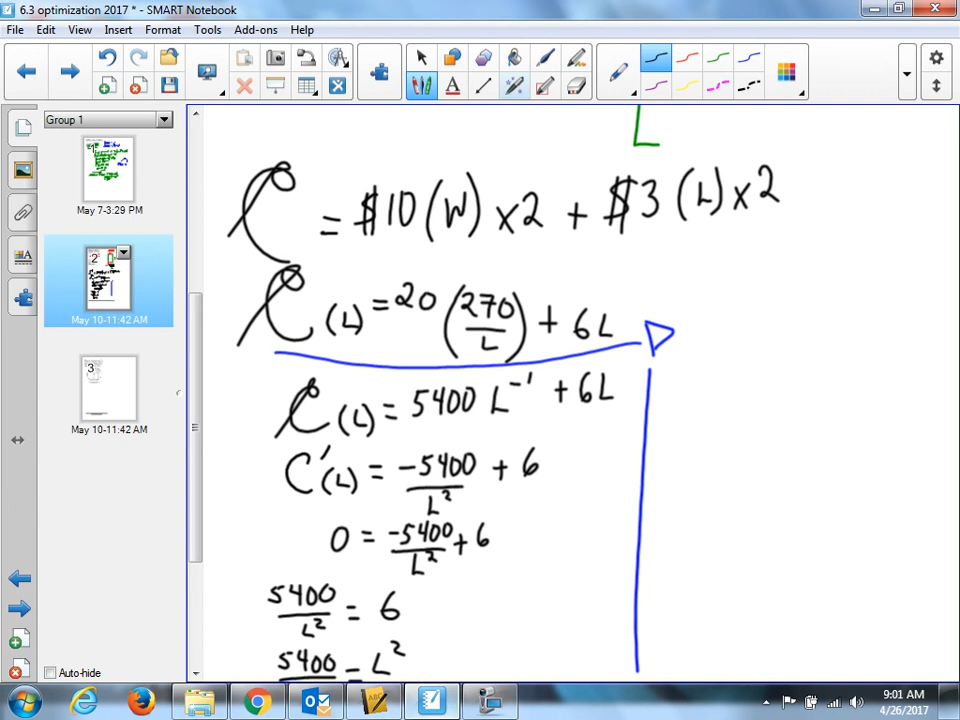 6.3 optimization 2017 * - SMART Notebook
File Edit View Insert Format Tools Add-ons Help
Group 1
May 7-3:29 PM
2
May 10-11:42 AM
3
May 10-11:42 AM
Auto-hide
L
C = $10 (W) x2 + $3 (L) x2
C (L) = 20 (270/L) + 6L
C (L) = 5400 L⁻¹ + 6L
C'(L) = -5400/L² + 6
0 = -5400/L² + 6
5400/L² = 6
5400 = L²
9:01 AM
4/26/2017